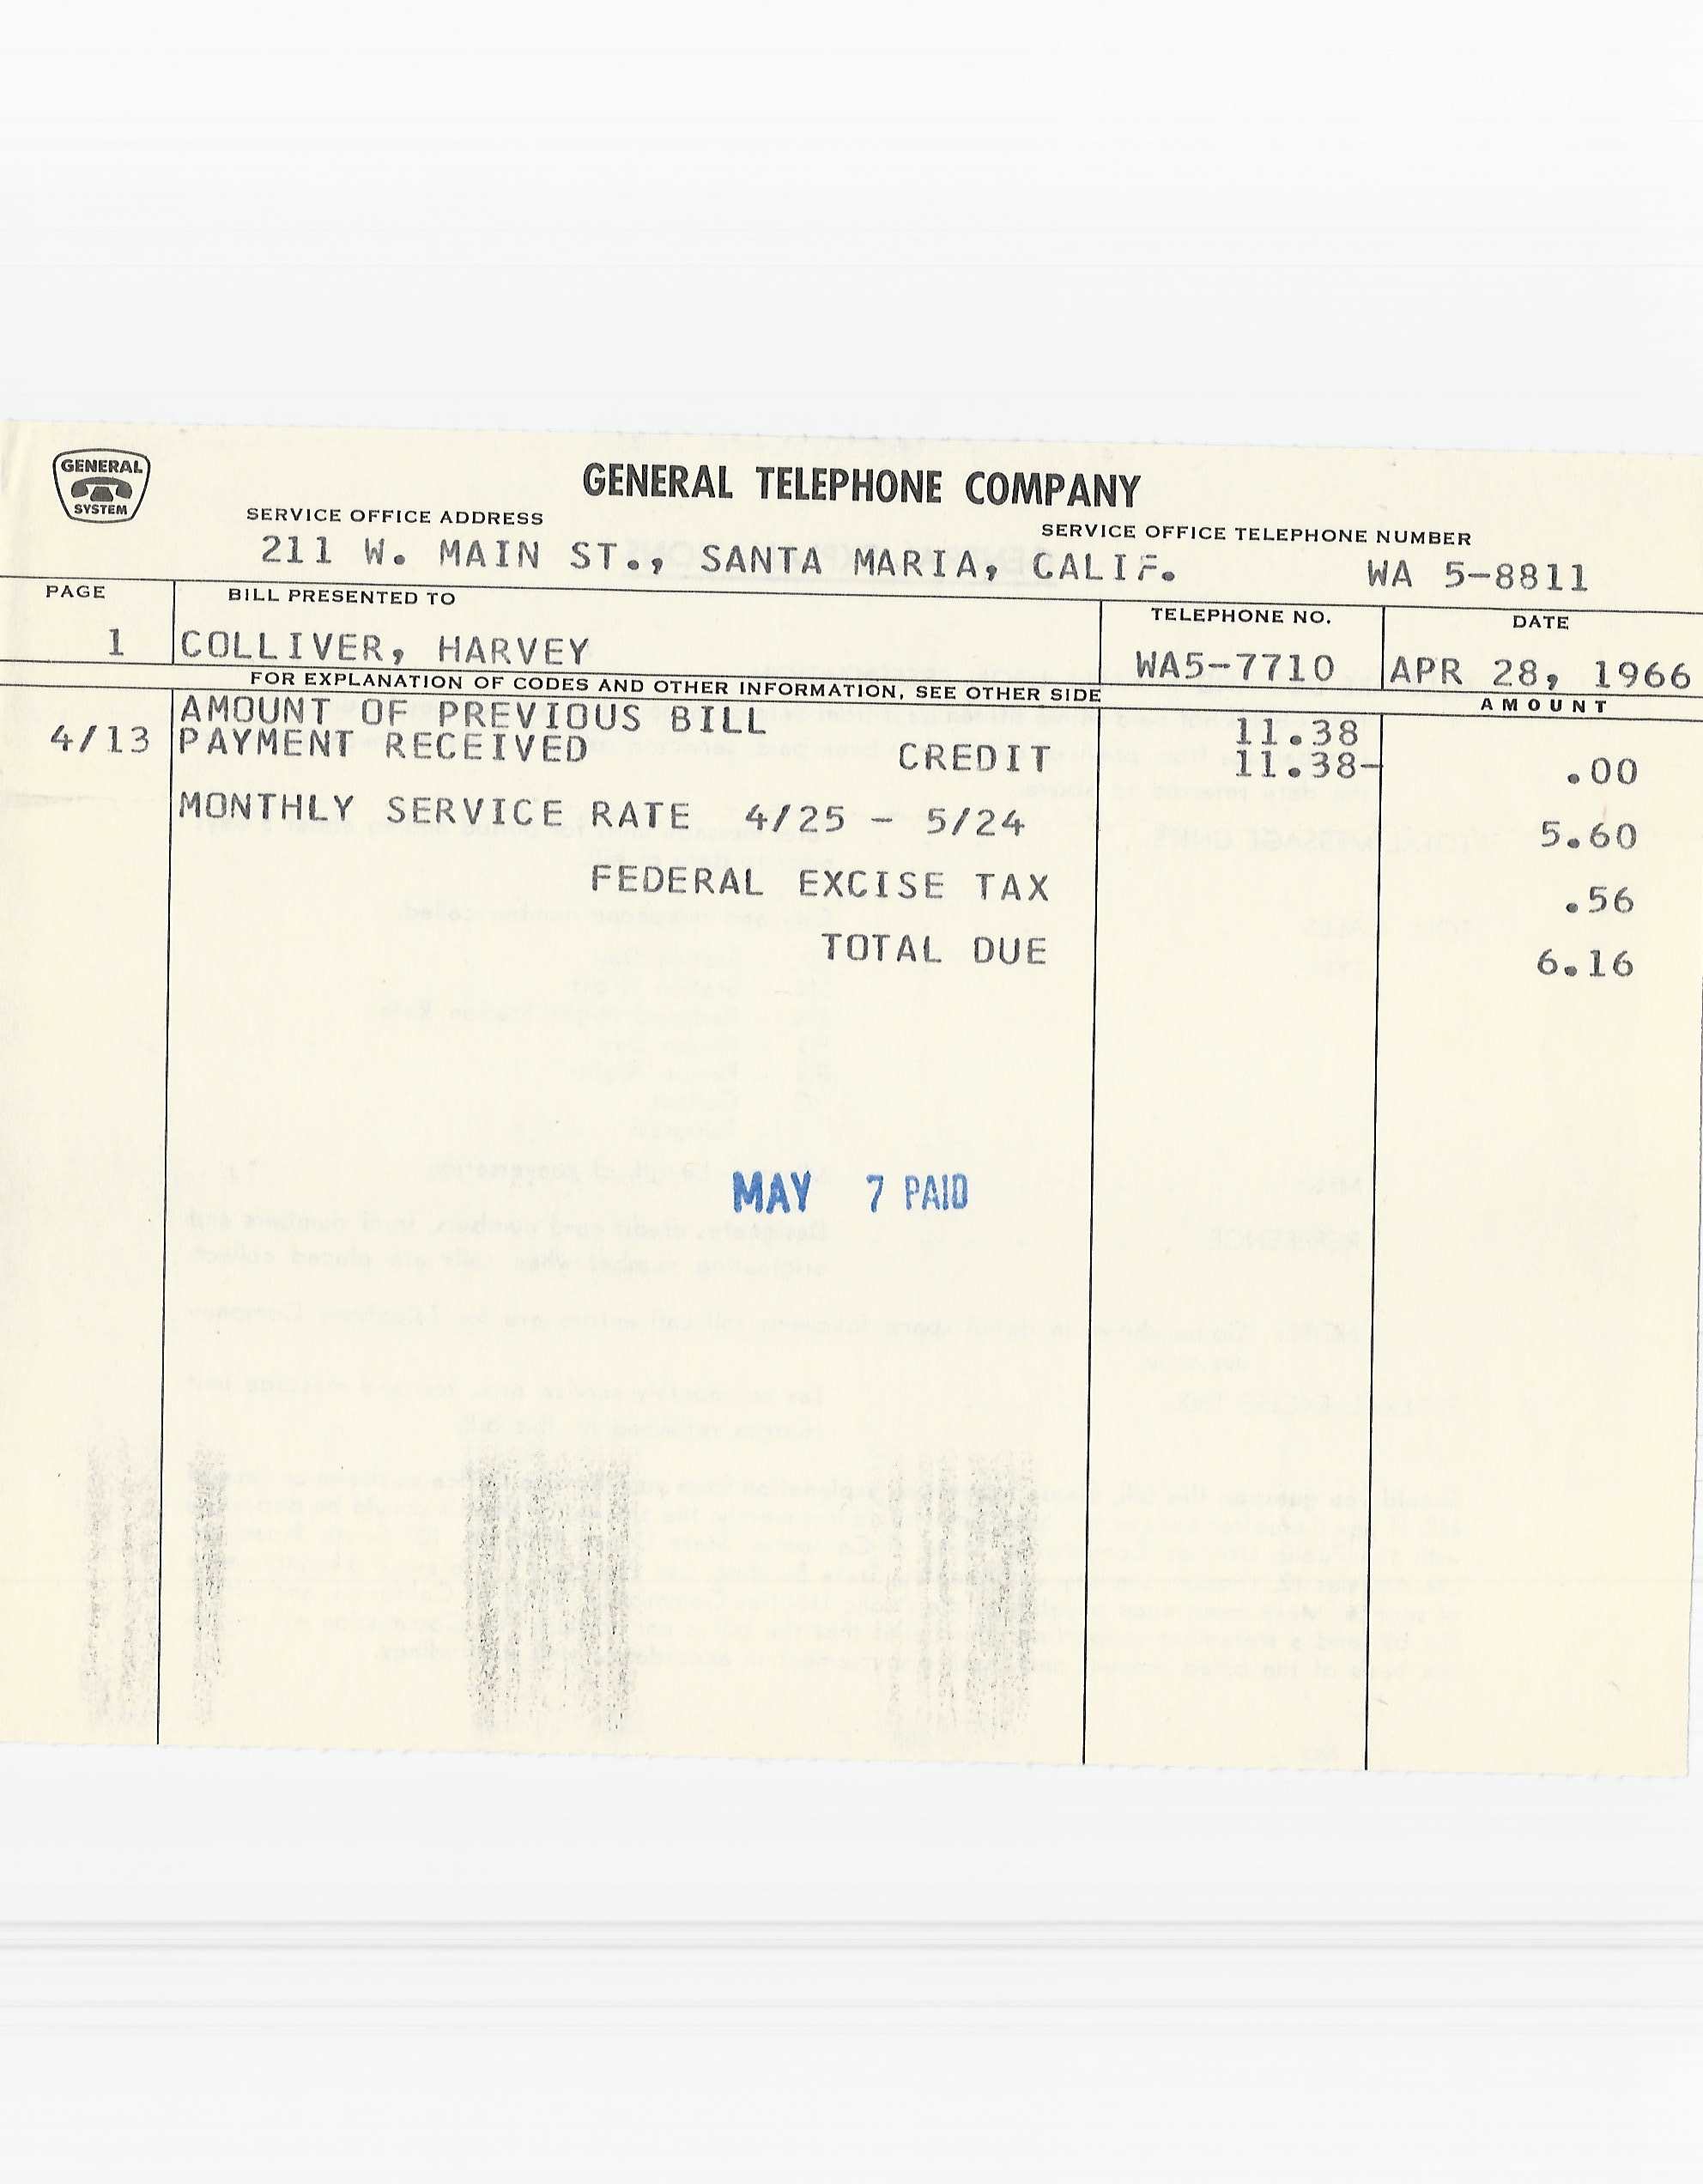 GENERAL
SYSTEM
GENERAL TELEPHONE COMPANY
SERVICE OFFICE ADDRESS
SERVICE OFFICE TELEPHONE NUMBER
211 W. MAIN ST., SANTA MARIA, CALIF. WA 5-8811
PAGE BILL PRESENTED TO TELEPHONE NO. DATE
1 COLLIVER, HARVEY WA5-7710 APR 28, 1966
FOR EXPLANATION OF CODES AND OTHER INFORMATION, SEE OTHER SIDE AMOUNT
AMOUNT OF PREVIOUS BILL 11.38
4/13 PAYMENT RECEIVED CREDIT 11.38- .00
MONTHLY SERVICE RATE 4/25 - 5/24 5.60
FEDERAL EXCISE TAX .56
TOTAL DUE 6.16
MAY 7 PAID